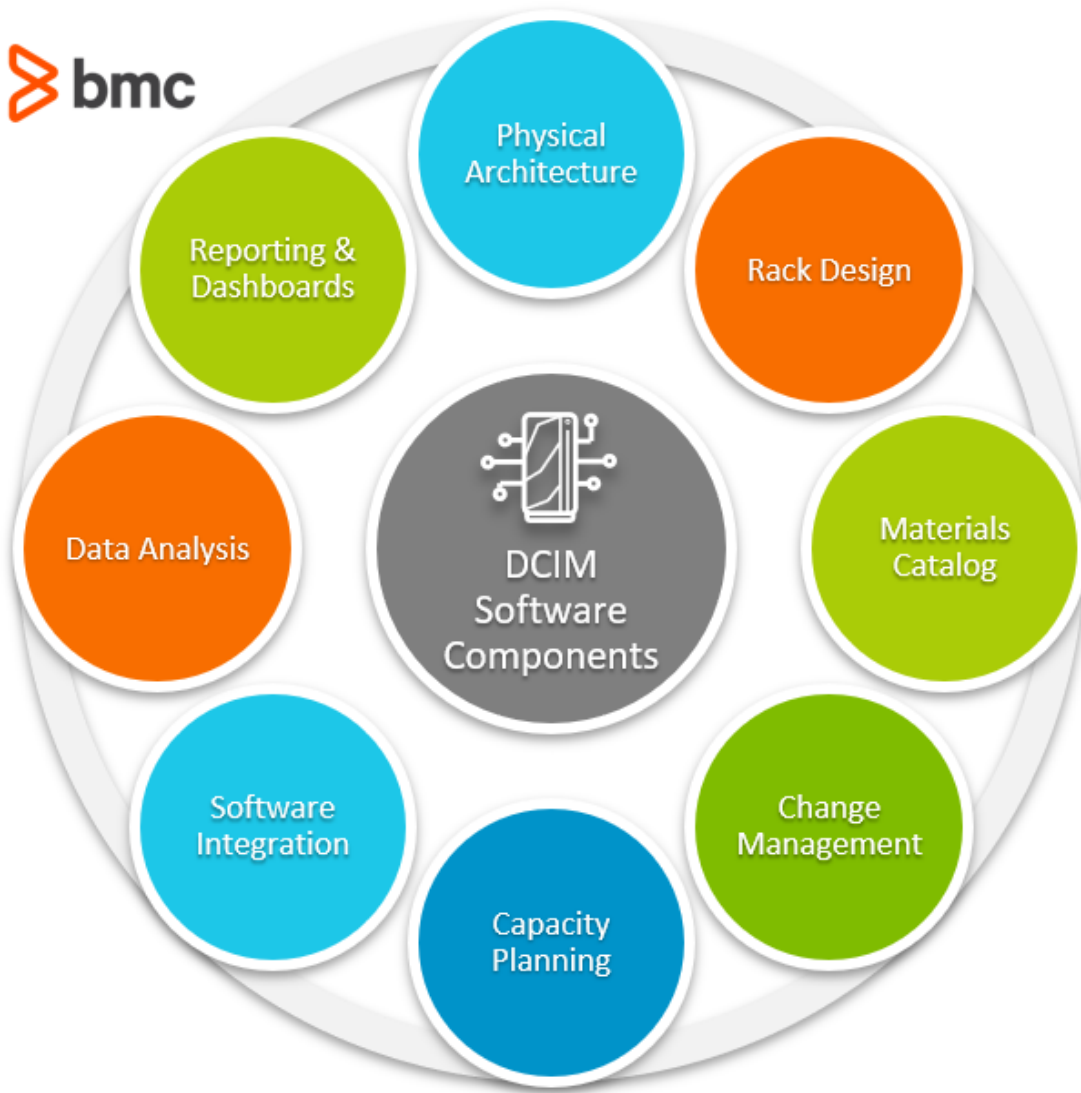 bmc
Physical
Architecture
Rack Design
Materials
Catalog
Change
Management
Capacity
Planning
Software
Integration
Data Analysis
Reporting &
Dashboards
DCIM
Software
Components